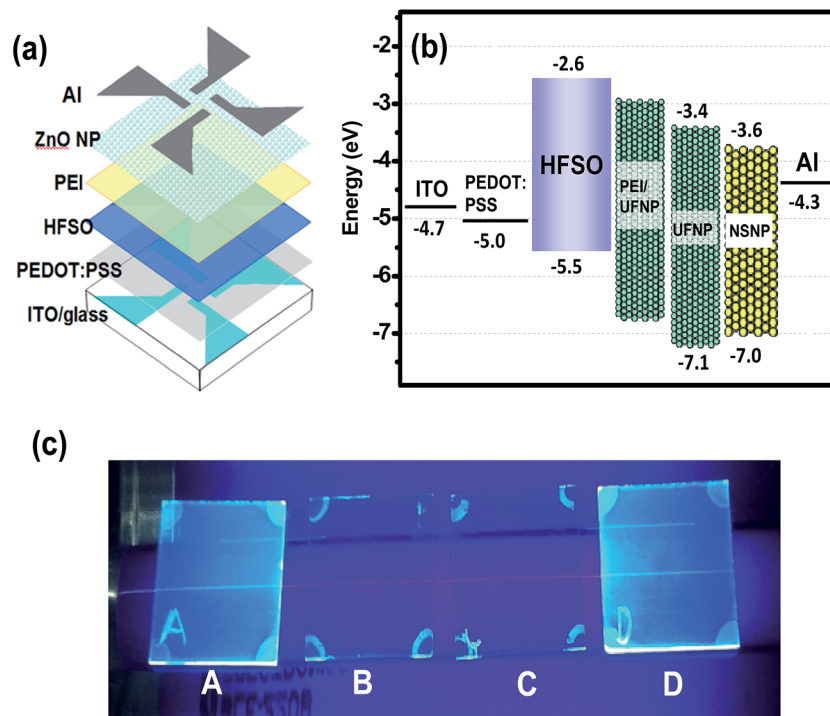 (a)
Al
ZnO NP
PEI
HFSO
PEDOT:PSS
ITO/glass
(b)
Energy (eV)
-2
-3
-4
-5
-6
-7
ITO
-4.7
PEDOT:
PSS
-5.0
-2.6
HFSO
-5.5
PEI/
UFNP
-3.4
UFNP
-7.1
-3.6
NSNP
-7.0
Al
-4.3
(c)
A
D
A
B
C
D